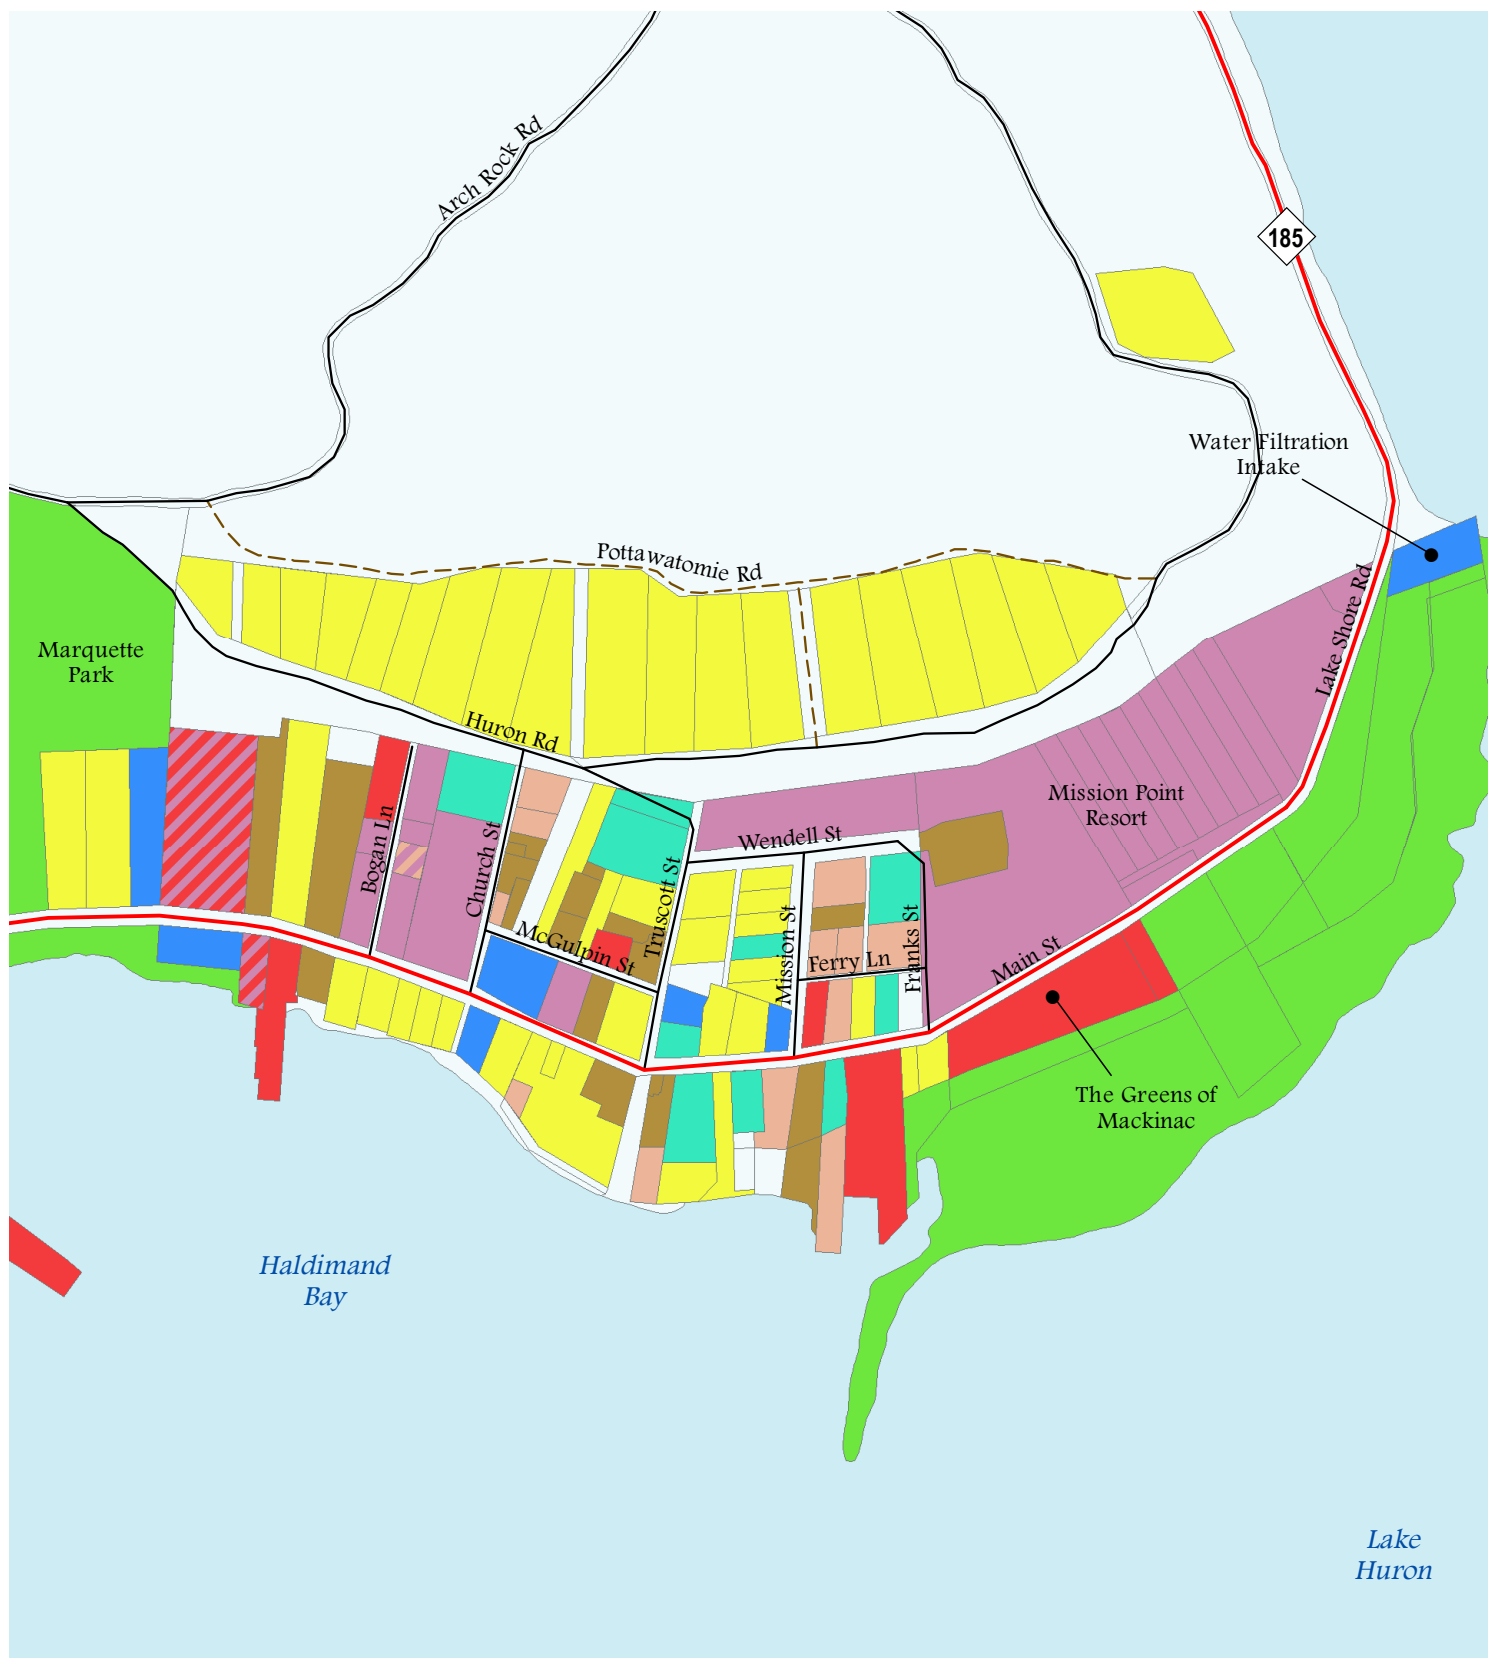 Arch Rock Rd
185
Water Filtration
Intake
Pottawatomie Rd
Lake Shore Rd
Marquette
Park
Huron Rd
Mission Point
Resort
Wendell St
Bogan Ln
Church St
Truscott St
McGulpin St
Mission St
Ferry Ln
Franks St
Main St
The Greens of
Mackinac
Haldimand
Bay
Lake
Huron